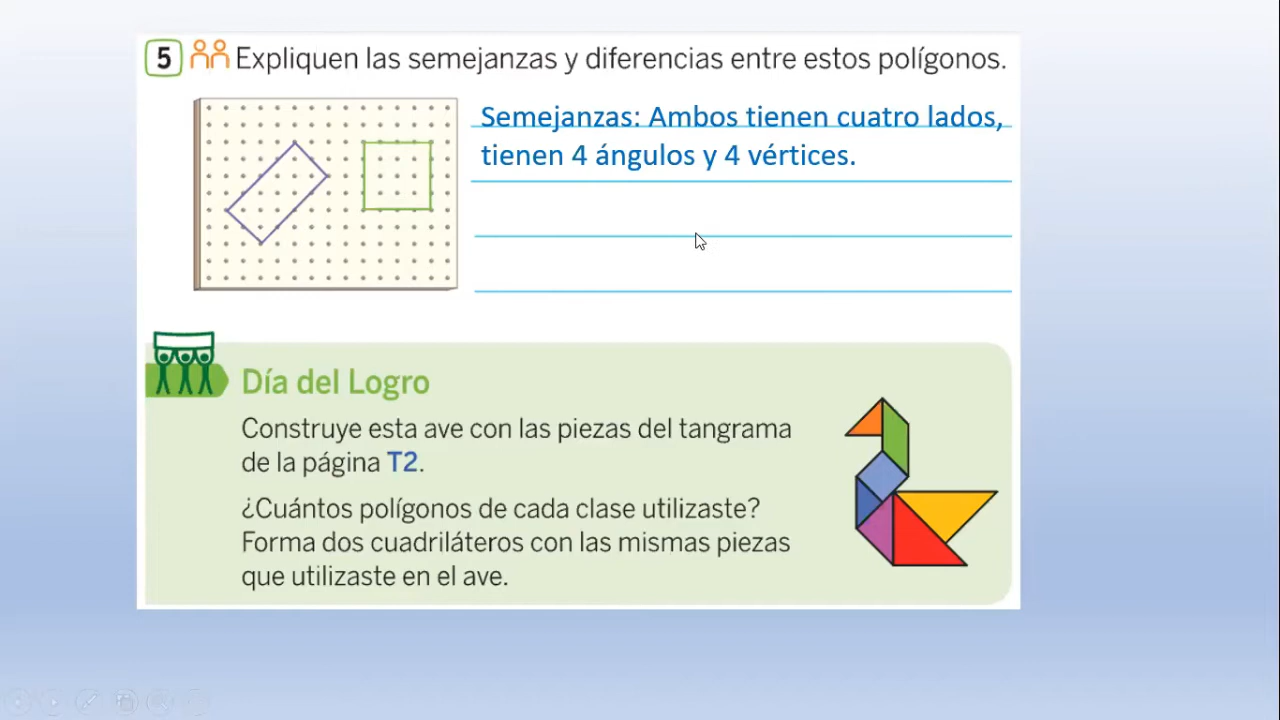 5 Expliquen las semejanzas y diferencias entre estos polígonos.
Semejanzas: Ambos tienen cuatro lados,
tienen 4 ángulos y 4 vértices.
Día del Logro
Construye esta ave con las piezas del tangrama
de la página T2.
¿Cuántos polígonos de cada clase utilizaste?
Forma dos cuadriláteros con las mismas piezas
que utilizaste en el ave.